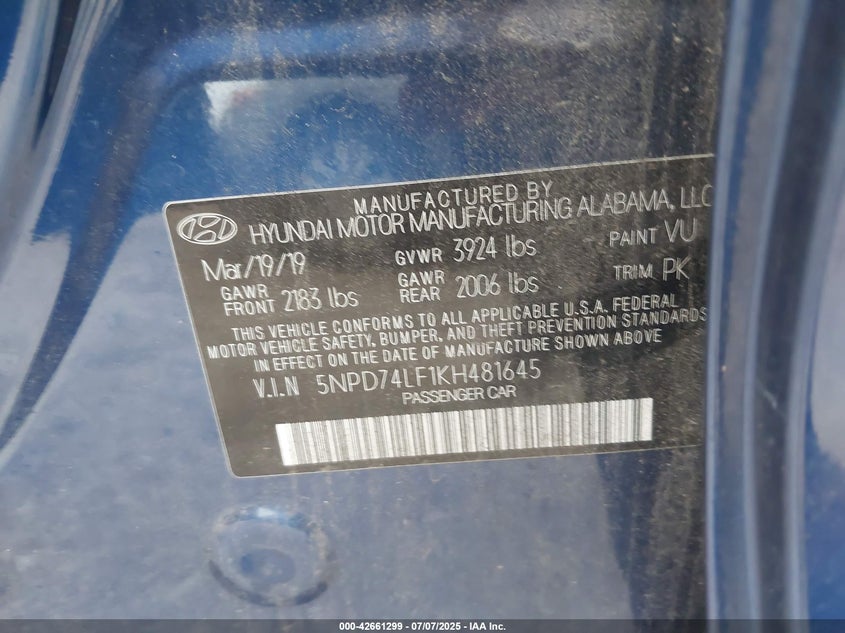 MANUFACTURED BY
HYUNDAI MOTOR MANUFACTURING ALABAMA, LLC
Mar/19/19 GVWR 3924 lbs PAINT VU
GAWR FRONT 2183 lbs GAWR REAR 2006 lbs TRIM PK
THIS VEHICLE CONFORMS TO ALL APPLICABLE U.S.A. FEDERAL
MOTOR VEHICLE SAFETY, BUMPER, AND THEFT PREVENTION STANDARDS
IN EFFECT ON THE DATE OF MANUFACTURE SHOWN ABOVE
V.I.N 5NPD74LF1KH481645
PASSENGER CAR
000-42661299 - 07/07/2025 - IAA Inc.